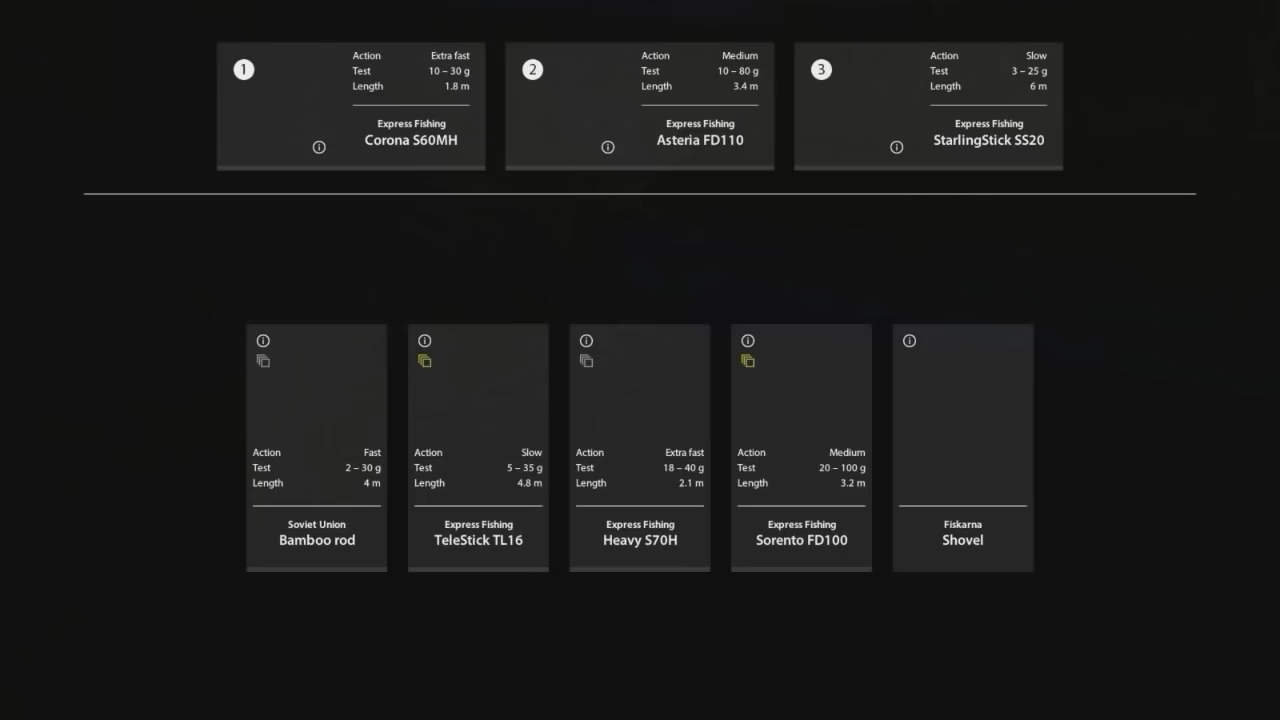 1
Action Extra fast
Test 10 – 30 g
Length 1.8 m
Express Fishing
Corona S60MH
2
Action Medium
Test 10 – 80 g
Length 3.4 m
Express Fishing
Asteria FD110
3
Action Slow
Test 3 – 25 g
Length 6 m
Express Fishing
StarlingStick SS20
Action Fast
Test 2 – 30 g
Length 4 m
Soviet Union
Bamboo rod
Action Slow
Test 5 – 35 g
Length 4.8 m
Express Fishing
TeleStick TL16
Action Extra fast
Test 18 – 40 g
Length 2.1 m
Express Fishing
Heavy S70H
Action Medium
Test 20 – 100 g
Length 3.2 m
Express Fishing
Sorento FD100
Fiskarna
Shovel